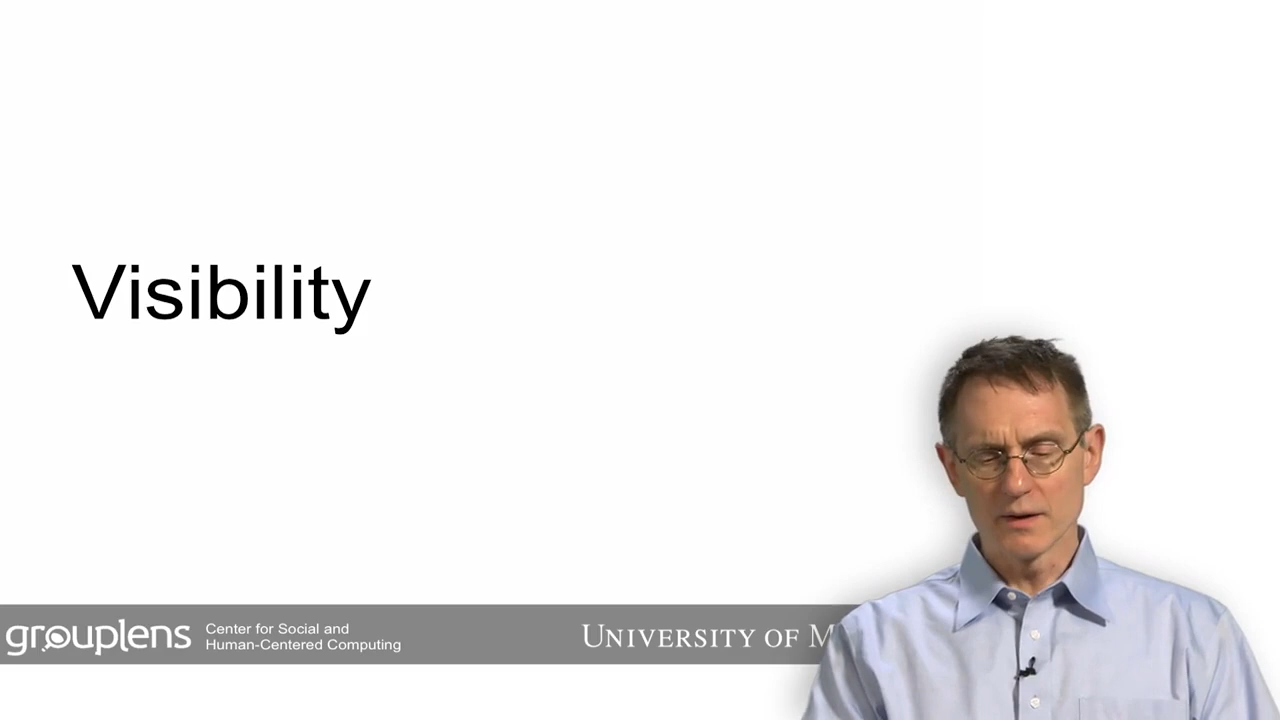 Visibility
grouplens
Center for Social and
Human-Centered Computing
UNIVERSITY OF M